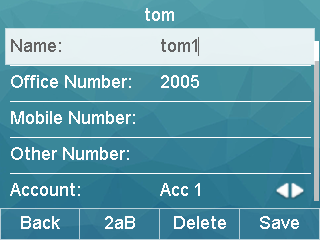 tom
Name: tom1
Office Number: 2005
Mobile Number:
Other Number:
Account: Acc 1
Back 2aB Delete Save